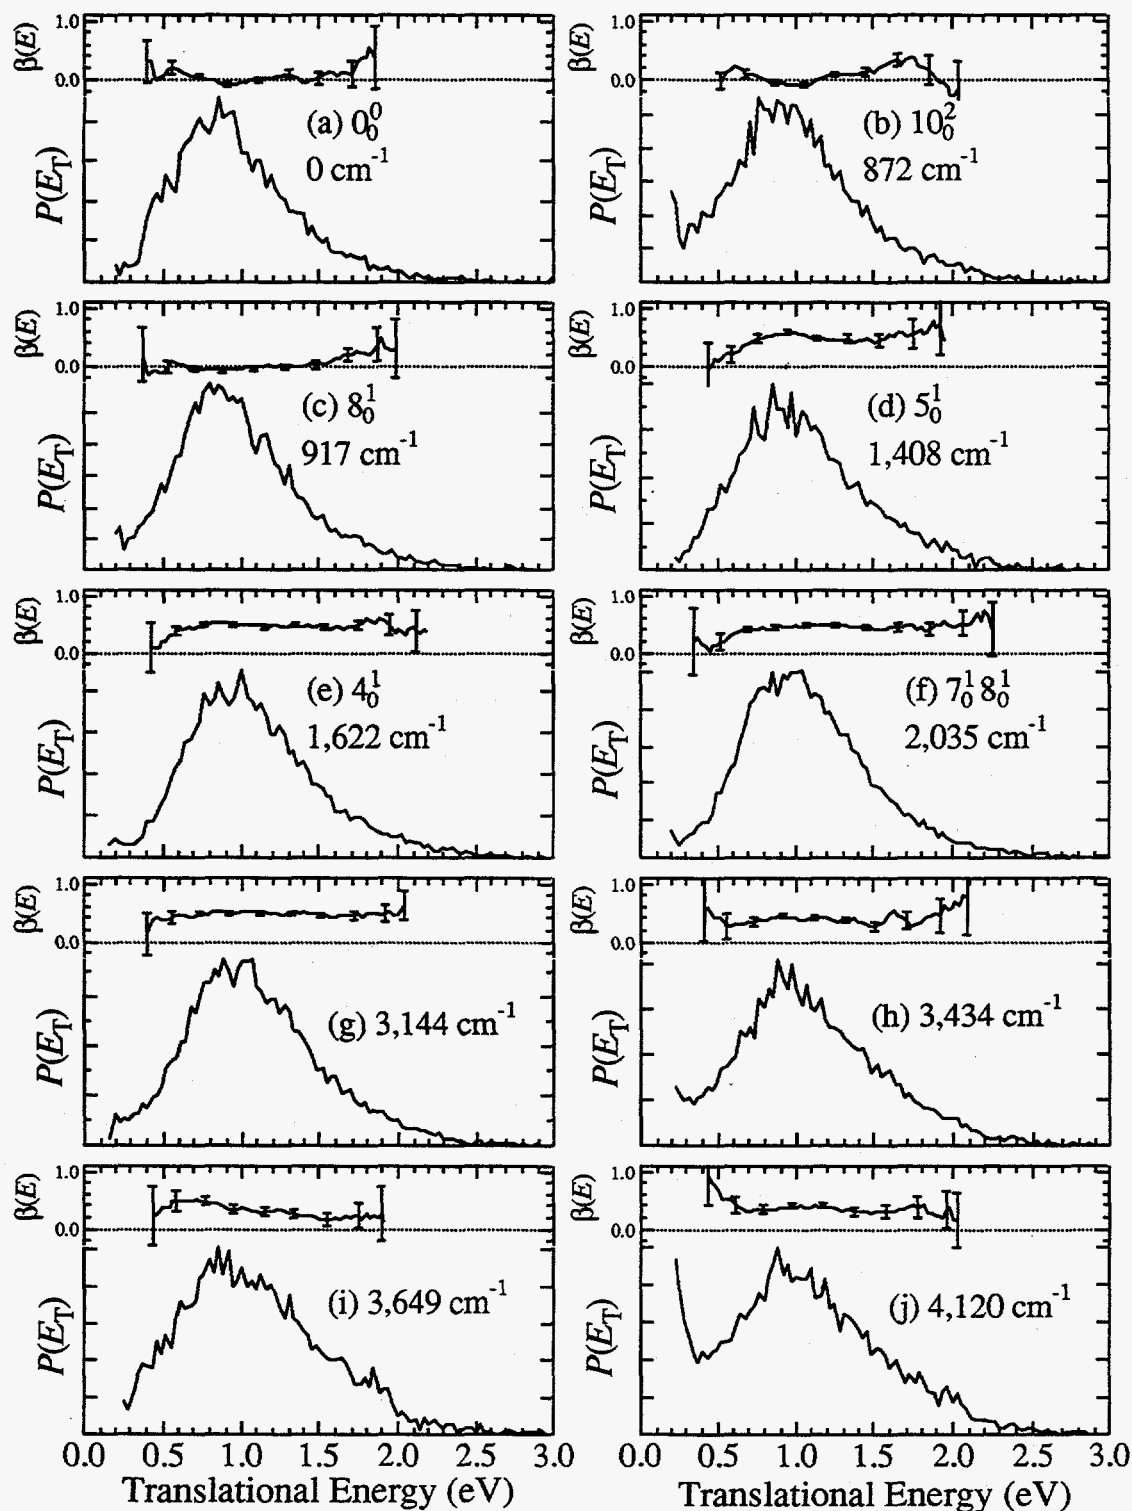 β(E)
1.0
0.0
P(E_T)
(a) 0₀⁰
0 cm⁻¹
β(E)
1.0
0.0
P(E_T)
(b) 10₀²
872 cm⁻¹
β(E)
1.0
0.0
P(E_T)
(c) 8₀¹
917 cm⁻¹
β(E)
1.0
0.0
P(E_T)
(d) 5₀¹
1,408 cm⁻¹
β(E)
1.0
0.0
P(E_T)
(e) 4₀¹
1,622 cm⁻¹
β(E)
1.0
0.0
P(E_T)
(f) 7₀¹8₀¹
2,035 cm⁻¹
β(E)
1.0
0.0
P(E_T)
(g) 3,144 cm⁻¹
β(E)
1.0
0.0
P(E_T)
(h) 3,434 cm⁻¹
β(E)
1.0
0.0
P(E_T)
(i) 3,649 cm⁻¹
β(E)
1.0
0.0
P(E_T)
(j) 4,120 cm⁻¹
0.0 0.5 1.0 1.5 2.0 2.5 3.0
0.0 0.5 1.0 1.5 2.0 2.5 3.0
Translational Energy (eV)
Translational Energy (eV)